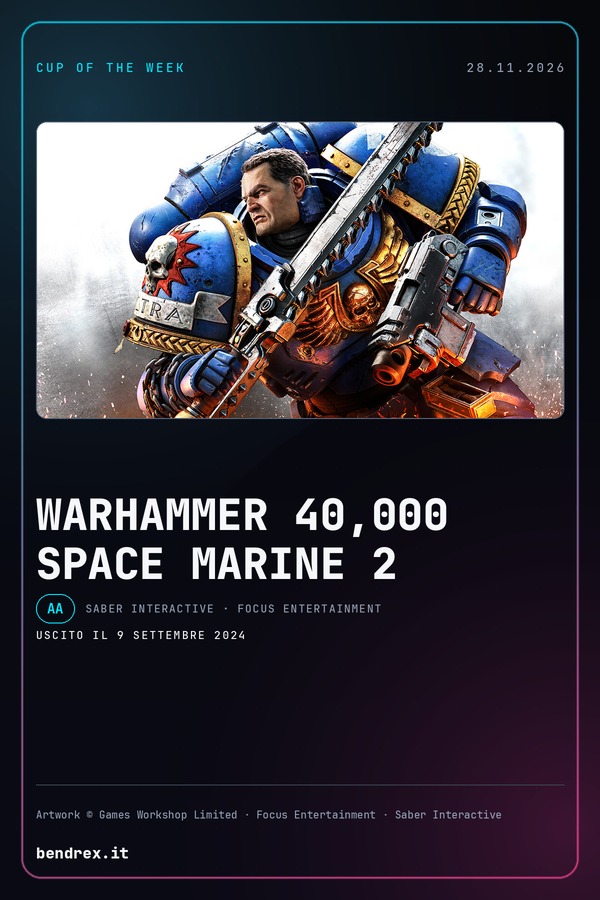 CUP OF THE WEEK
28.11.2026
TRA
WARHAMMER 40,000
SPACE MARINE 2
AA
SABER INTERACTIVE · FOCUS ENTERTAINMENT
USCITO IL 9 SETTEMBRE 2024
Artwork © Games Workshop Limited · Focus Entertainment · Saber Interactive
bendrex.it